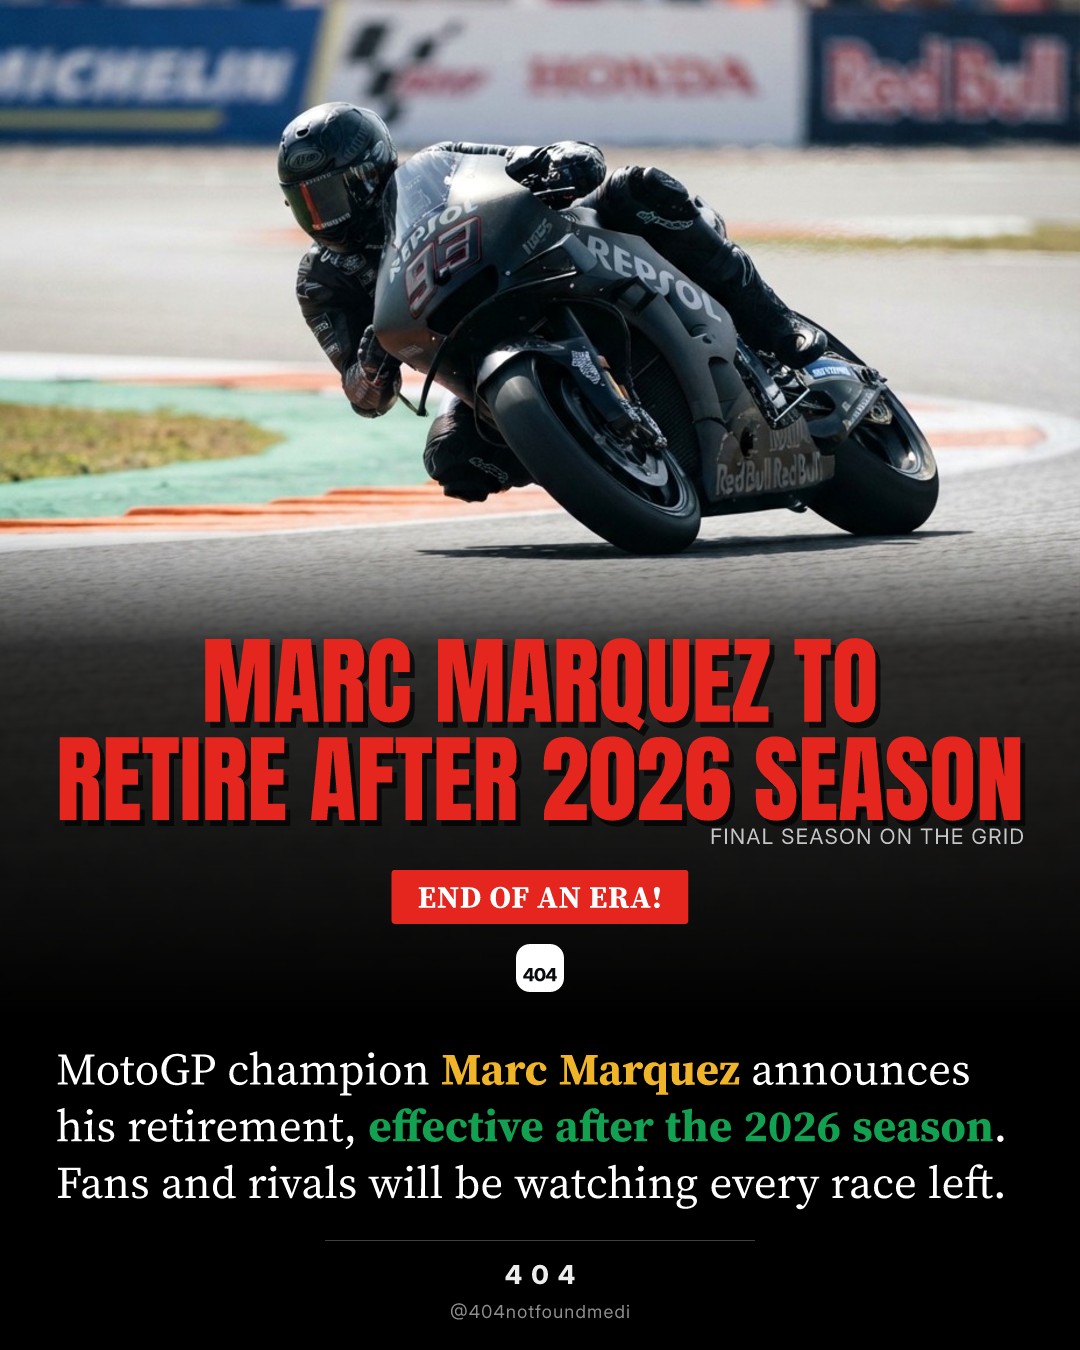 MICHELIN
HONDA
Red Bull
REPSOL
93
REPSOL
Red Bull Red Bull
MARC MARQUEZ TO
RETIRE AFTER 2026 SEASON
FINAL SEASON ON THE GRID
END OF AN ERA!
404
MotoGP champion Marc Marquez announces
his retirement, effective after the 2026 season.
Fans and rivals will be watching every race left.
404
@404notfoundmedi